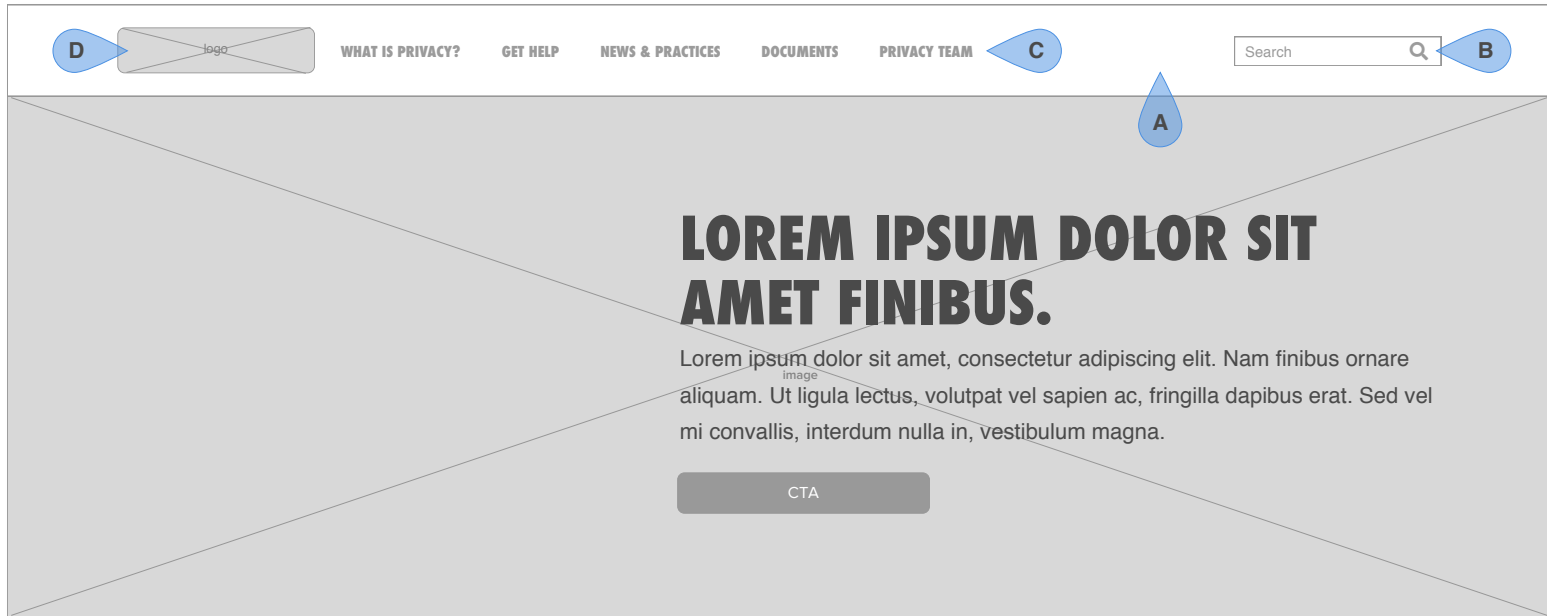 D
logo
WHAT IS PRIVACY?
GET HELP
NEWS & PRACTICES
DOCUMENTS
PRIVACY TEAM
C
Search
B
A
LOREM IPSUM DOLOR SIT
AMET FINIBUS.
Lorem ipsum dolor sit amet, consectetur adipiscing elit. Nam finibus ornare
image
aliquam. Ut ligula lectus, volutpat vel sapien ac, fringilla dapibus erat. Sed vel
mi convallis, interdum nulla in, vestibulum magna.
CTA